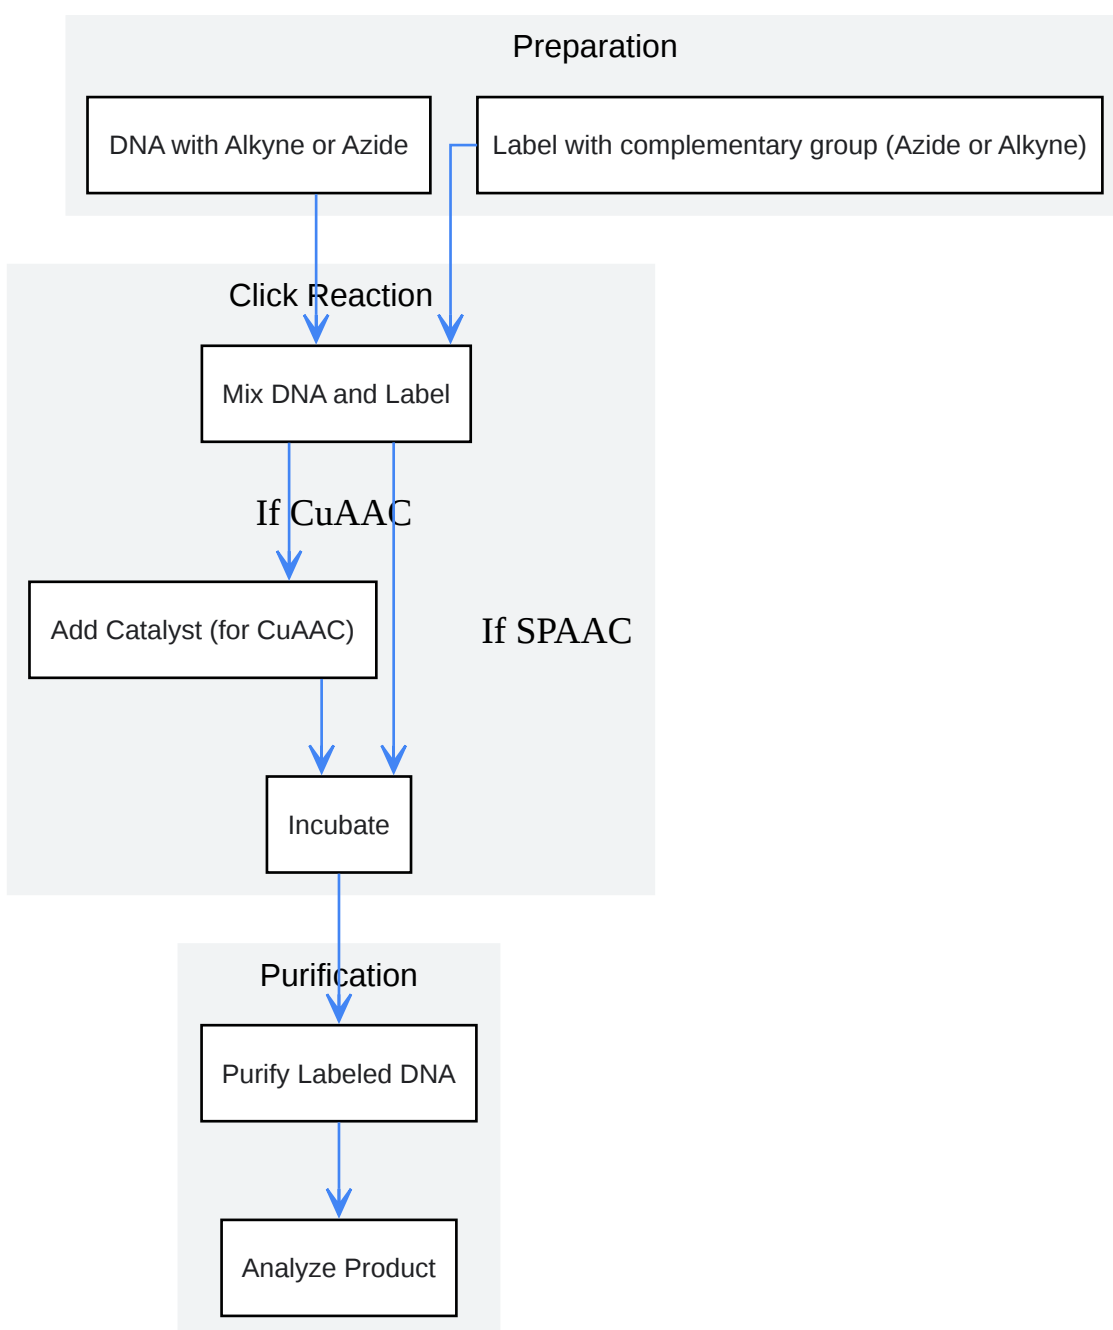 Preparation
DNA with Alkyne or Azide
Label with complementary group (Azide or Alkyne)
Click Reaction
Mix DNA and Label
If CuAAC
Add Catalyst (for CuAAC)
If SPAAC
Incubate
Purification
Purify Labeled DNA
Analyze Product